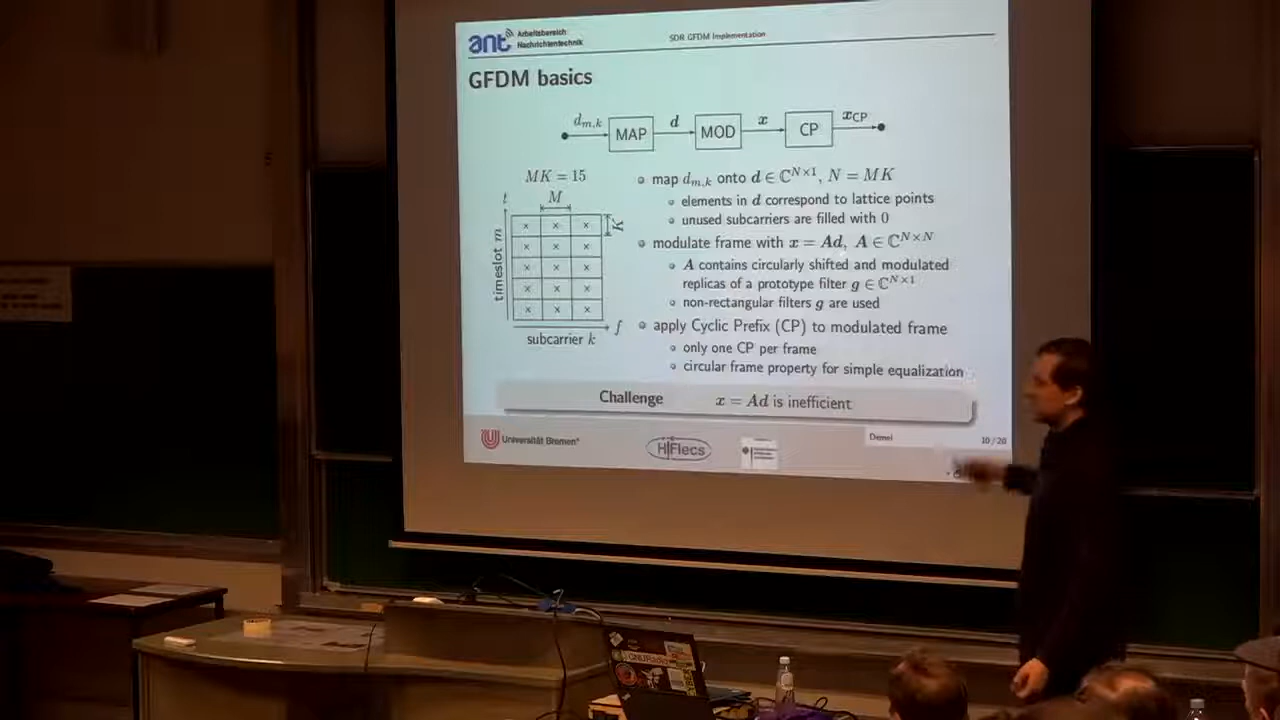 ant Arbeitsbereich
Nachrichtentechnik
SDR GFDM Implementation
GFDM basics
d_{m,k} MAP d MOD x CP x_{CP}
MK = 15
M
t
K
timeslot m
× × ×
× × ×
× × ×
× × ×
× × ×
f
subcarrier k
map d_{m,k} onto d ∈ ℂ^{N×1}, N = MK
elements in d correspond to lattice points
unused subcarriers are filled with 0
modulate frame with x = Ad, A ∈ ℂ^{N×N}
A contains circularly shifted and modulated
replicas of a prototype filter g ∈ ℂ^{N×1}
non-rectangular filters g are used
apply Cyclic Prefix (CP) to modulated frame
only one CP per frame
circular frame property for simple equalization
Challenge x = Ad is inefficient
Universität Bremen
HiFlecs
Demel
10 / 20
GNURadio